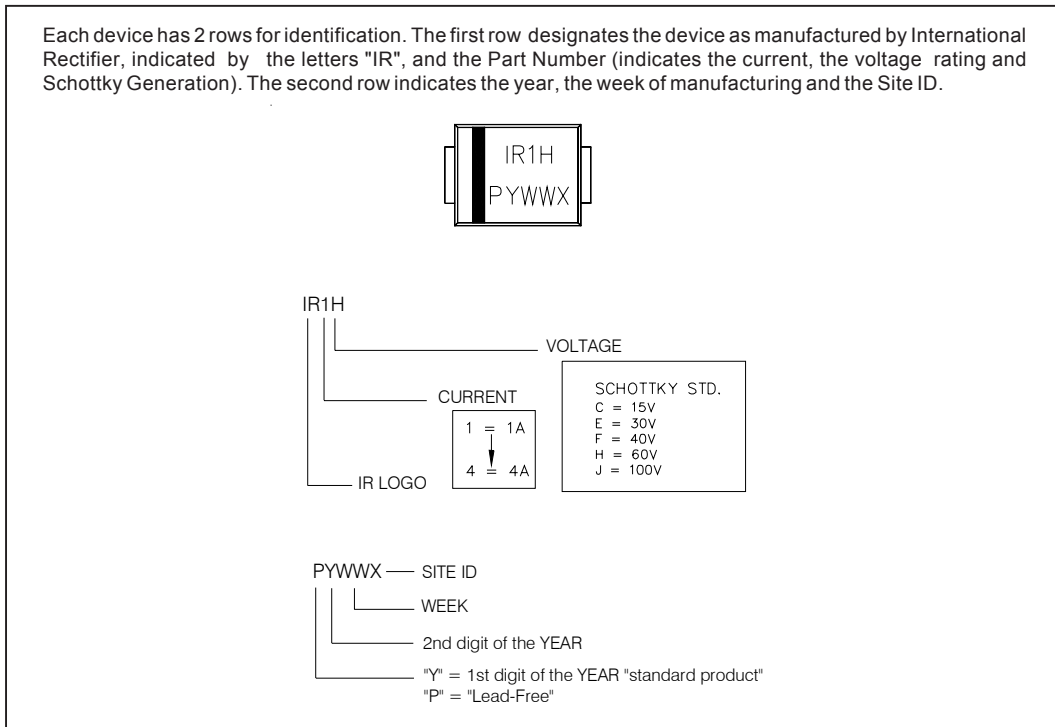 Each device has 2 rows for identification. The first row designates the device as manufactured by International
Rectifier, indicated by the letters "IR", and the Part Number (indicates the current, the voltage rating and
Schottky Generation). The second row indicates the year, the week of manufacturing and the Site ID.
IR1H
PYWWX
IR1H
VOLTAGE
SCHOTTKY STD.
C = 15V
E = 30V
F = 40V
H = 60V
J = 100V
CURRENT
1 = 1A
4 = 4A
IR LOGO
PYWWX
SITE ID
WEEK
2nd digit of the YEAR
"Y" = 1st digit of the YEAR "standard product"
"P" = "Lead-Free"